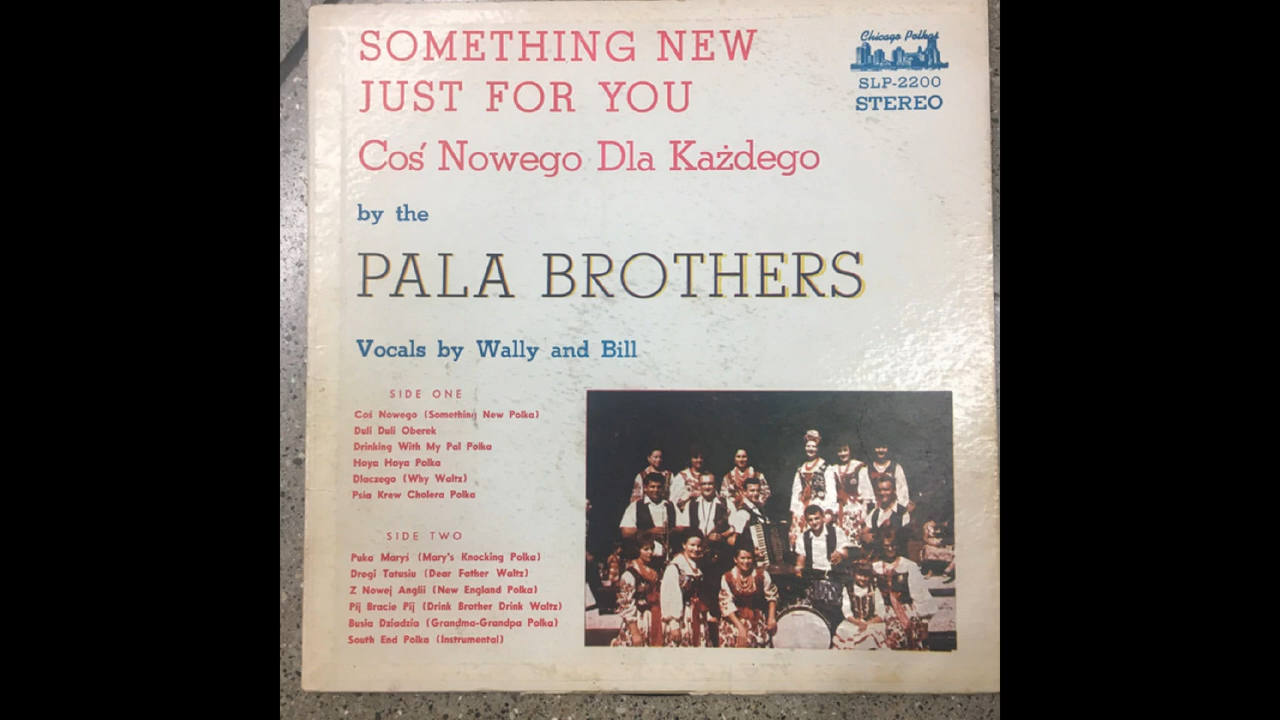 SOMETHING NEW
JUST FOR YOU
Coś Nowego Dla Każdego
by the
PALA BROTHERS
Vocals by Wally and Bill
Chicago Polkas
SLP-2200
STEREO
SIDE ONE
Coś Nowego (Something New Polka)
Duli Duli Oberek
Drinking With My Pal Polka
Hoya Hoya Polka
Dlaczego (Why Waltz)
Psia Krew Cholera Polka
SIDE TWO
Puka Maryś (Mary's Knocking Polka)
Drogi Tatusiu (Dear Father Waltz)
Z Nowej Anglii (New England Polka)
Pij Bracie Pij (Drink Brother Drink Waltz)
Busia Dziadzia (Grandma-Grandpa Polka)
South End Polka (Instrumental)